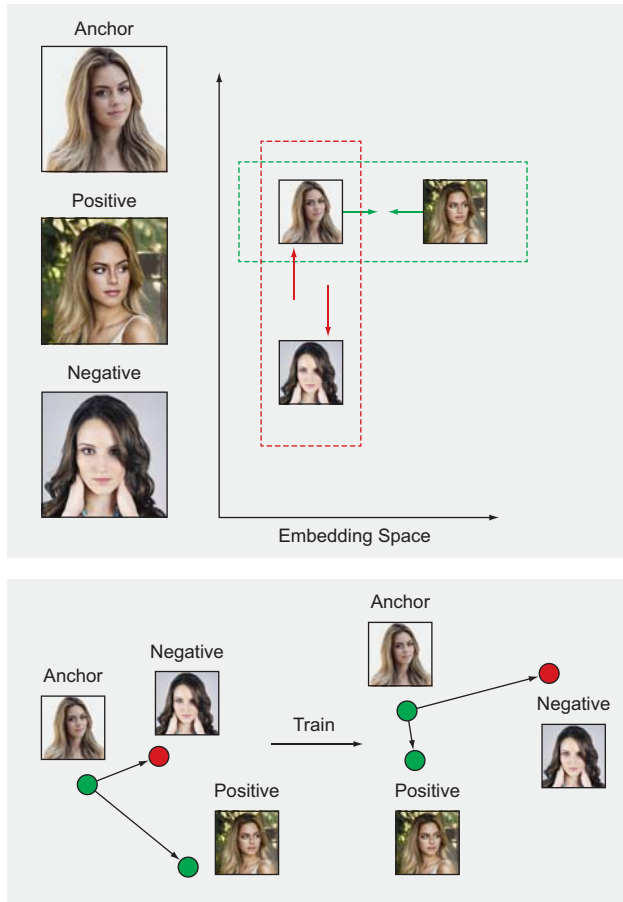 Anchor
Positive
Negative
Embedding Space
Anchor
Negative
Anchor
Negative
Train
Positive
Positive